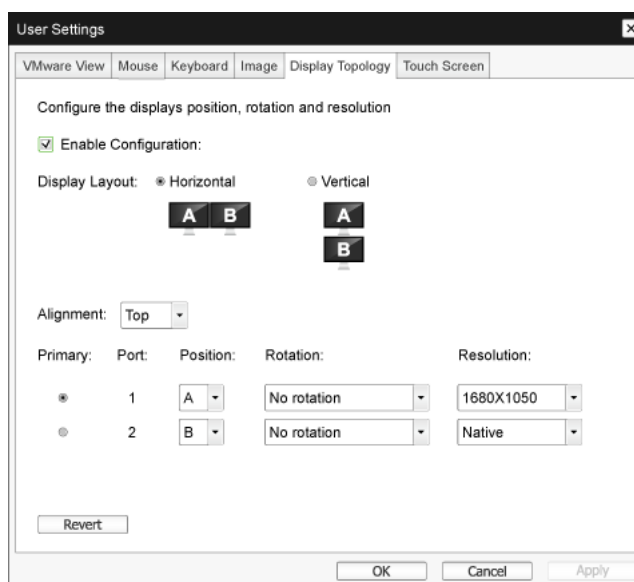 User Settings
VMware View Mouse Keyboard Image Display Topology Touch Screen
Configure the displays position, rotation and resolution
Enable Configuration:
Display Layout: Horizontal Vertical
A B A
B
Alignment: Top
Primary: Port: Position: Rotation: Resolution:
1 A No rotation 1680X1050
2 B No rotation Native
Revert
OK Cancel Apply